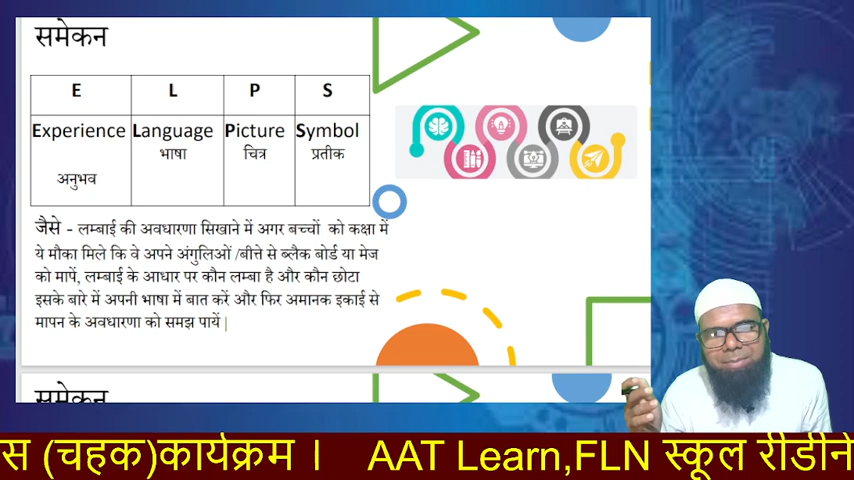 समेकन
E L P S
Experience Language Picture Symbol
भाषा चित्र प्रतीक
अनुभव
जैसे - लम्बाई की अवधारणा सिखाने में अगर बच्चों को कक्षा में
ये मौका मिले कि वे अपने अंगुलिओं /बीत्ते से ब्लैक बोर्ड या मेज
को मापें, लम्बाई के आधार पर कौन लम्बा है और कौन छोटा
इसके बारे में अपनी भाषा में बात करें और फिर अमानक इकाई से
मापन के अवधारणा को समझ पायें |
समेकन
स (चहक)कार्यक्रम । AAT Learn,FLN स्कूल रीडीने